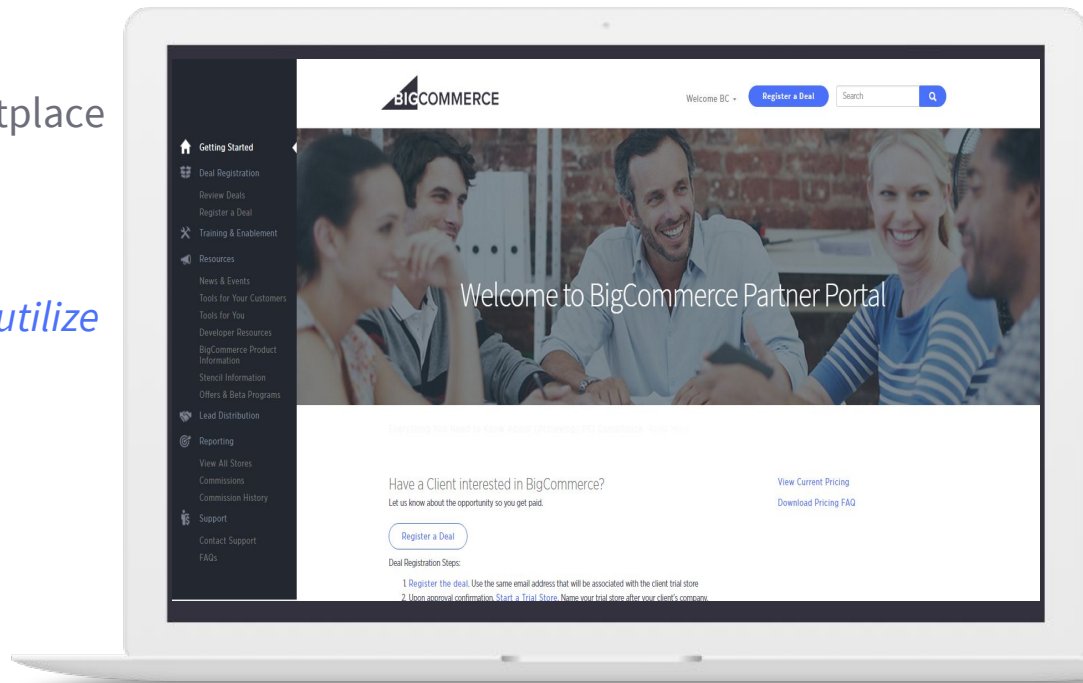 tplace
utilize
BIGCOMMERCE
Welcome BC
Register a Deal
Search
Getting Started
Deal Registration
Review Deals
Register a Deal
Training & Enablement
Resources
News & Events
Tools for Your Customers
Tools for You
Developer Resources
BigCommerce Product
Information
Stencil Information
Offers & Beta Programs
Lead Distribution
Reporting
View All Stores
Commissions
Commission History
Support
Contact Support
FAQs
Welcome to BigCommerce Partner Portal
Have a Client interested in BigCommerce?
Let us know about the opportunity so you get paid.
Register a Deal
Deal Registration Steps:
1. Register the deal. Use the same email address that will be associated with the client trial store
2. Upon approval confirmation, Start a Trial Store. Name your trial store after your client's company,
View Current Pricing
Download Pricing FAQ